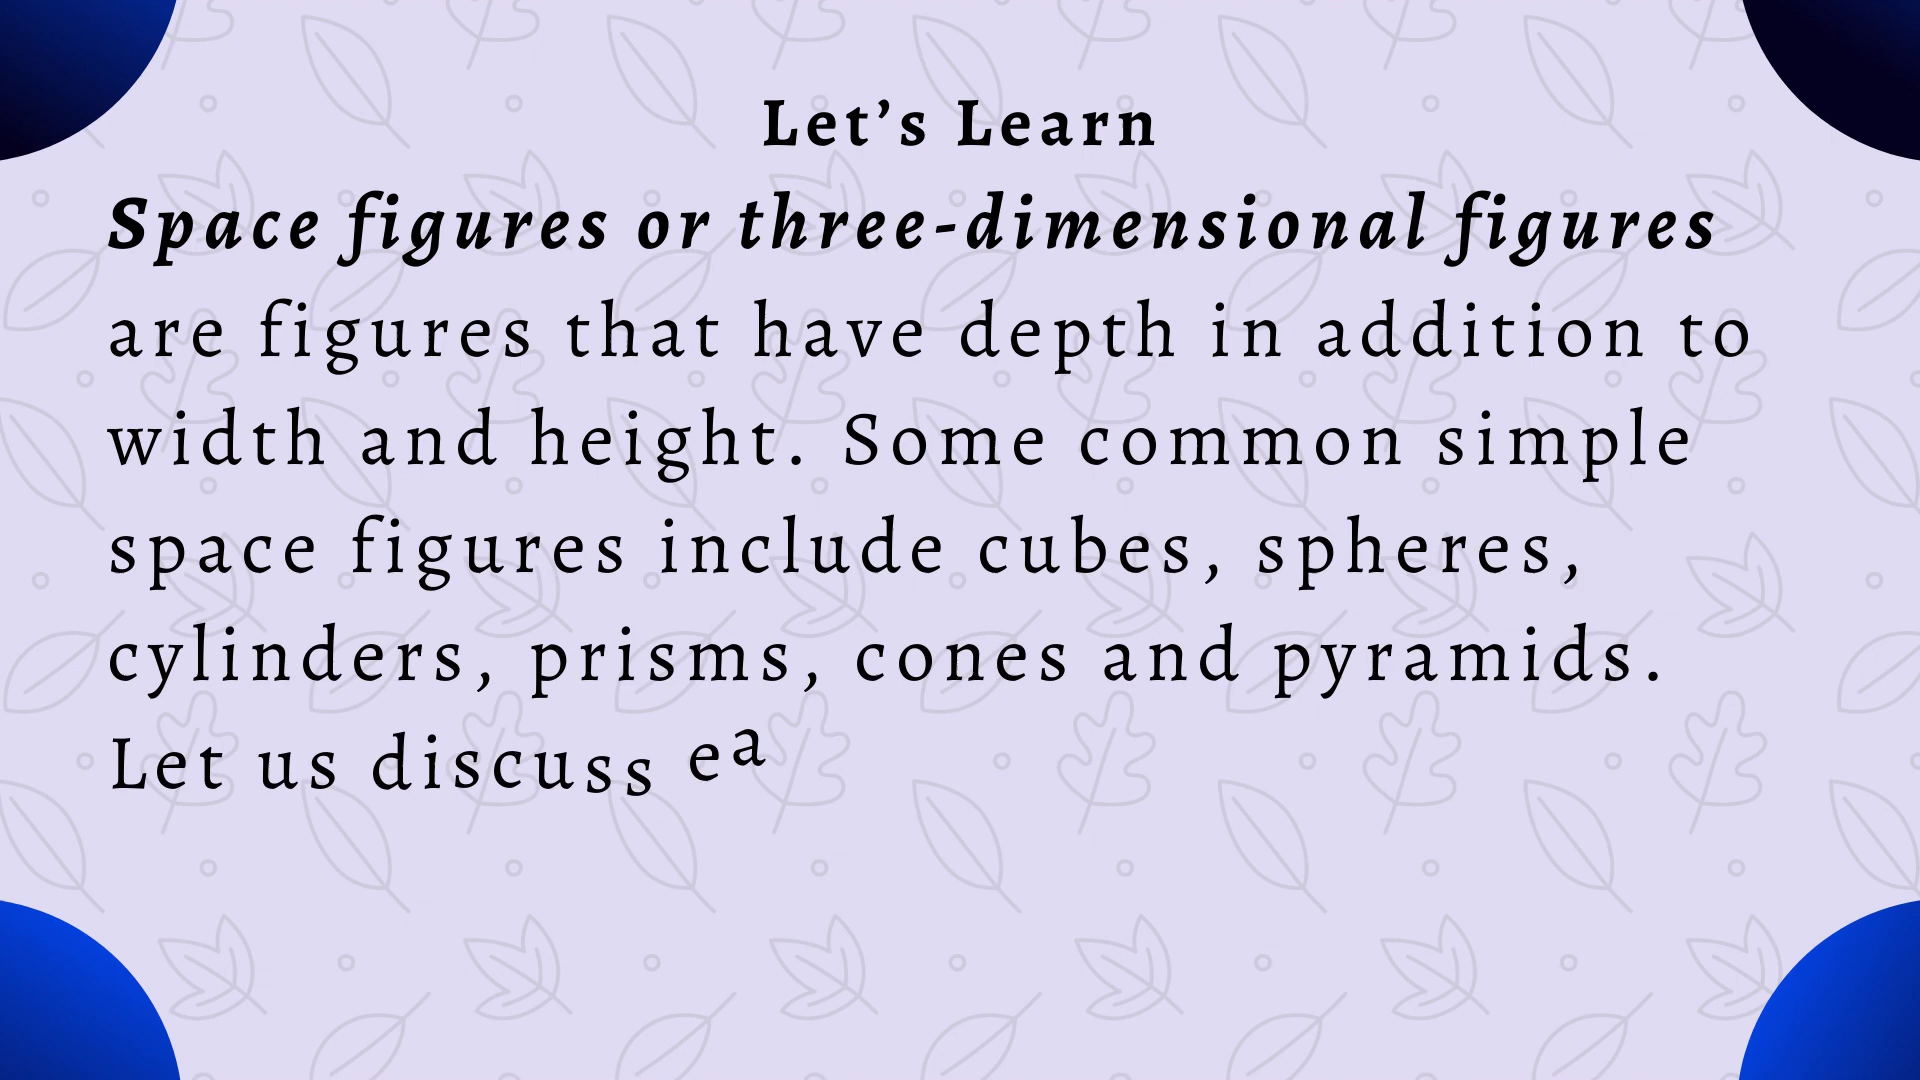 Let’s Learn
Space figures or three-dimensional figures
are figures that have depth in addition to
width and height. Some common simple
space figures include cubes, spheres,
cylinders, prisms, cones and pyramids.
Let us discuss ea